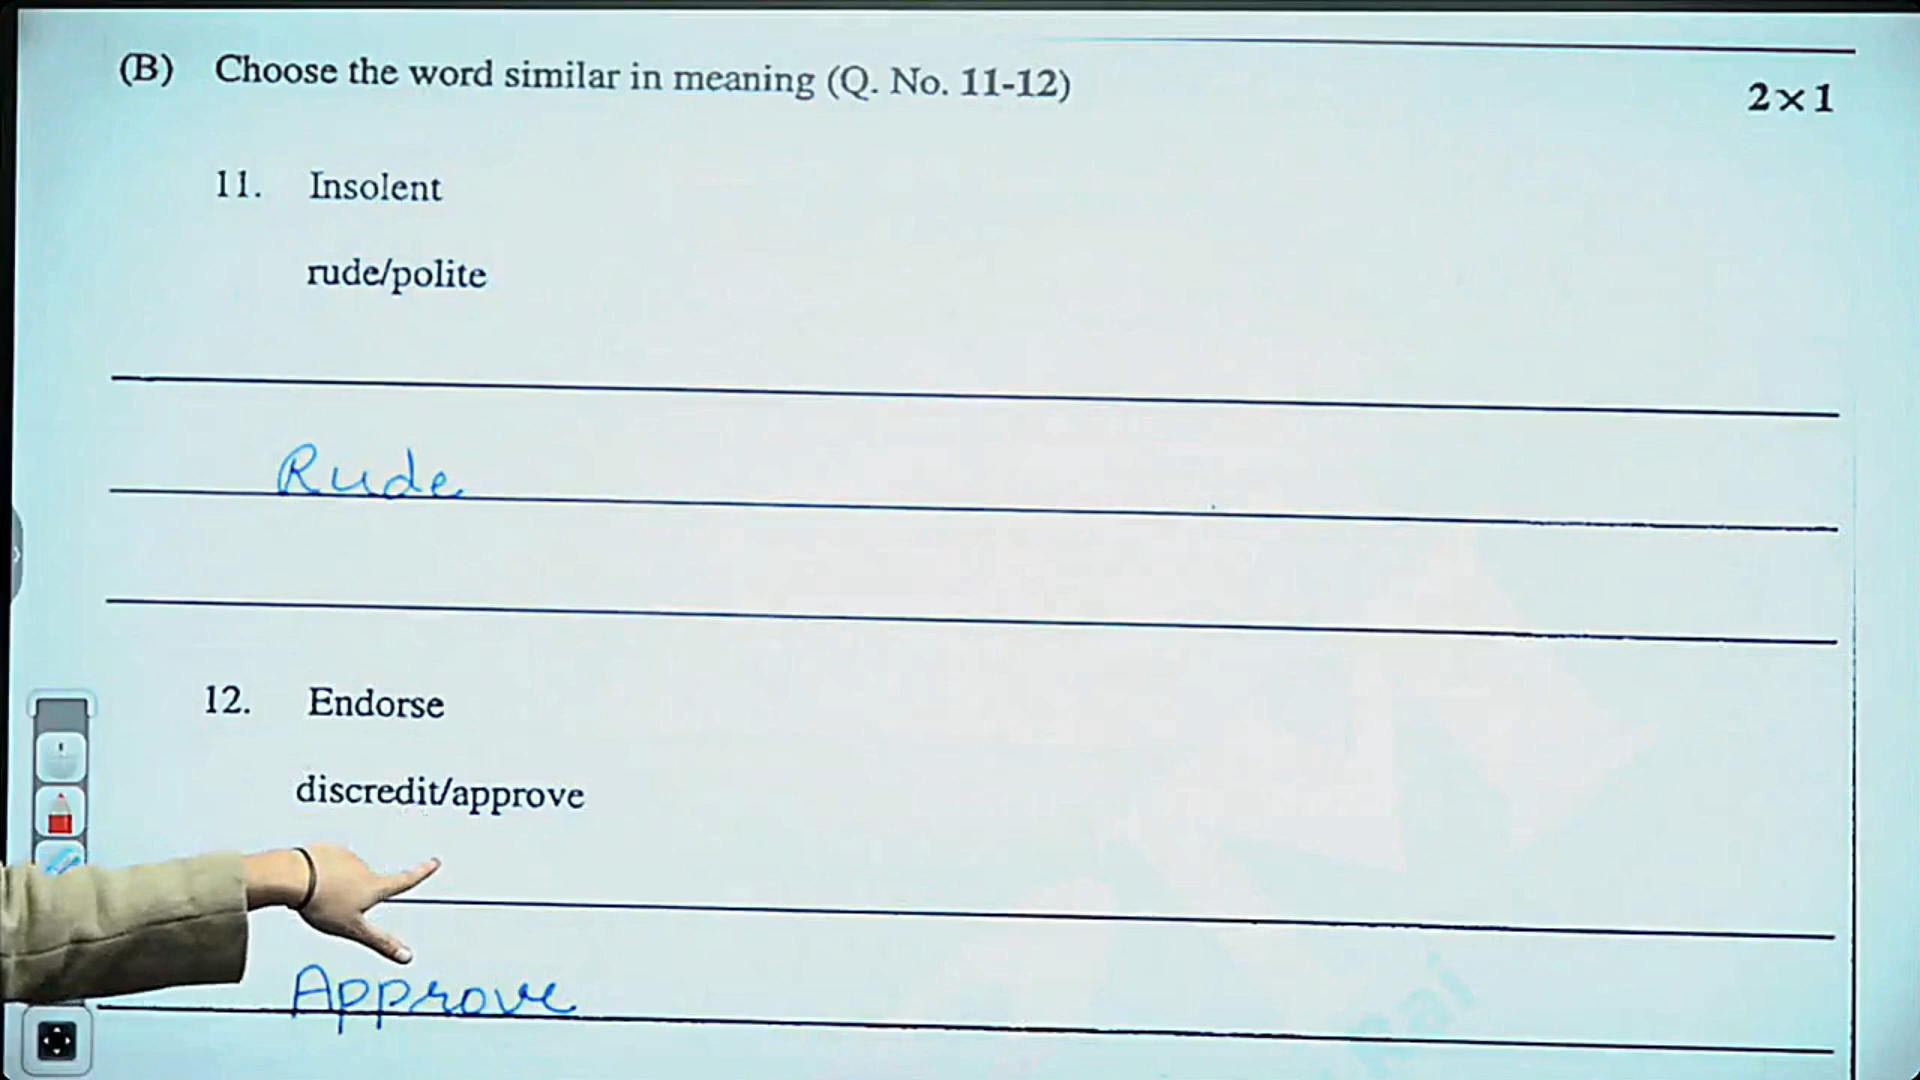 (B) Choose the word similar in meaning (Q. No. 11-12)
2×1
11. Insolent
rude/polite
Rude
12. Endorse
discredit/approve
Approve
Rai